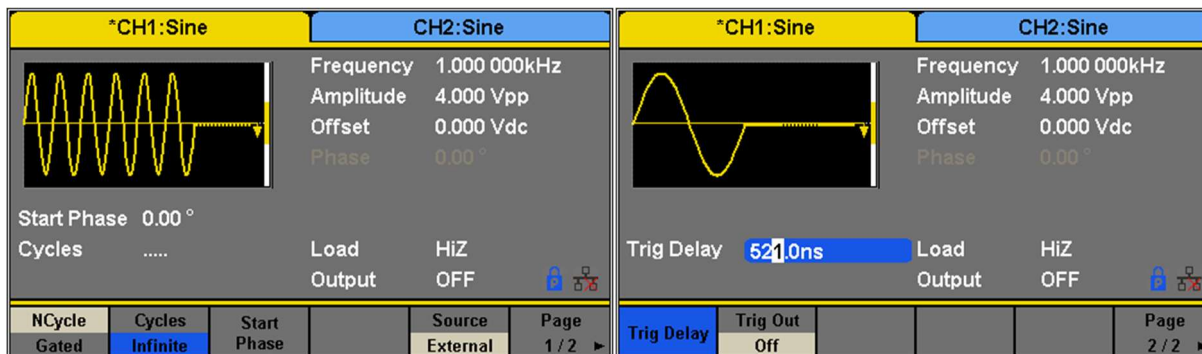 *CH1:Sine
CH2:Sine
Frequency 1.000 000kHz
Amplitude 4.000 Vpp
Offset 0.000 Vdc
Phase 0.00 °
Start Phase 0.00 °
Cycles .....
Load HiZ
Output OFF
P
NCycle
Gated
Cycles
Infinite
Start
Phase
Source
External
Page
1/2 ►
*CH1:Sine
CH2:Sine
Frequency 1.000 000kHz
Amplitude 4.000 Vpp
Offset 0.000 Vdc
Phase 0.00 °
Trig Delay 521.0ns
Load HiZ
Output OFF
P
Trig Delay
Trig Out
Off
Page
2/2